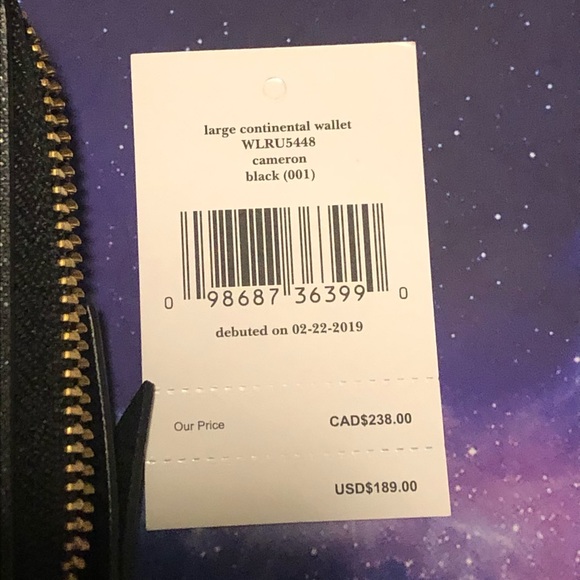 large continental wallet
WLRU5448
cameron
black (001)
0 98687 36399 0
debuted on 02-22-2019
Our Price CAD$238.00
USD$189.00